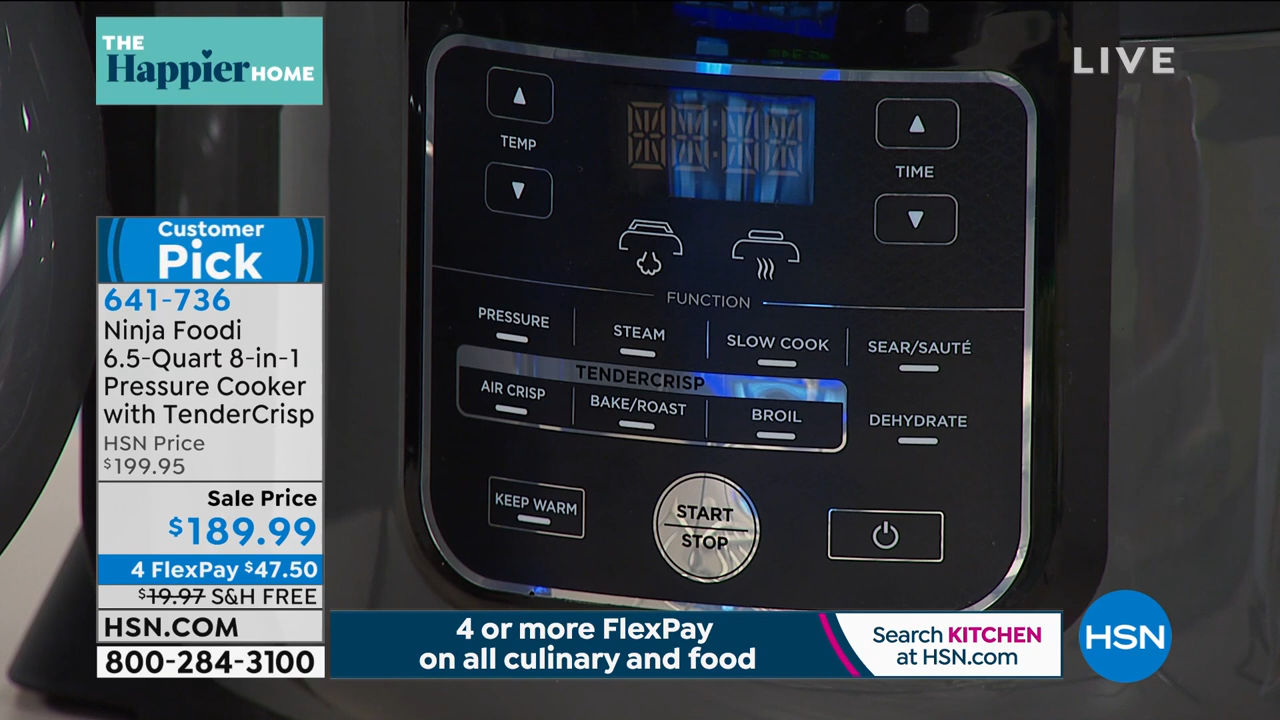 THE
Happier HOME
LIVE
Customer
Pick
641-736
Ninja Foodi
6.5-Quart 8-in-1
Pressure Cooker
with TenderCrisp
HSN Price
$199.95
Sale Price
$189.99
4 FlexPay $47.50
$19.97 S&H FREE
HSN.COM
800-284-3100
TEMP
TIME
FUNCTION
PRESSURE
STEAM
SLOW COOK
SEAR/SAUTÉ
TENDERCRISP
AIR CRISP
BAKE/ROAST
BROIL
DEHYDRATE
KEEP WARM
START
STOP
4 or more FlexPay
on all culinary and food
Search KITCHEN
at HSN.com
HSN